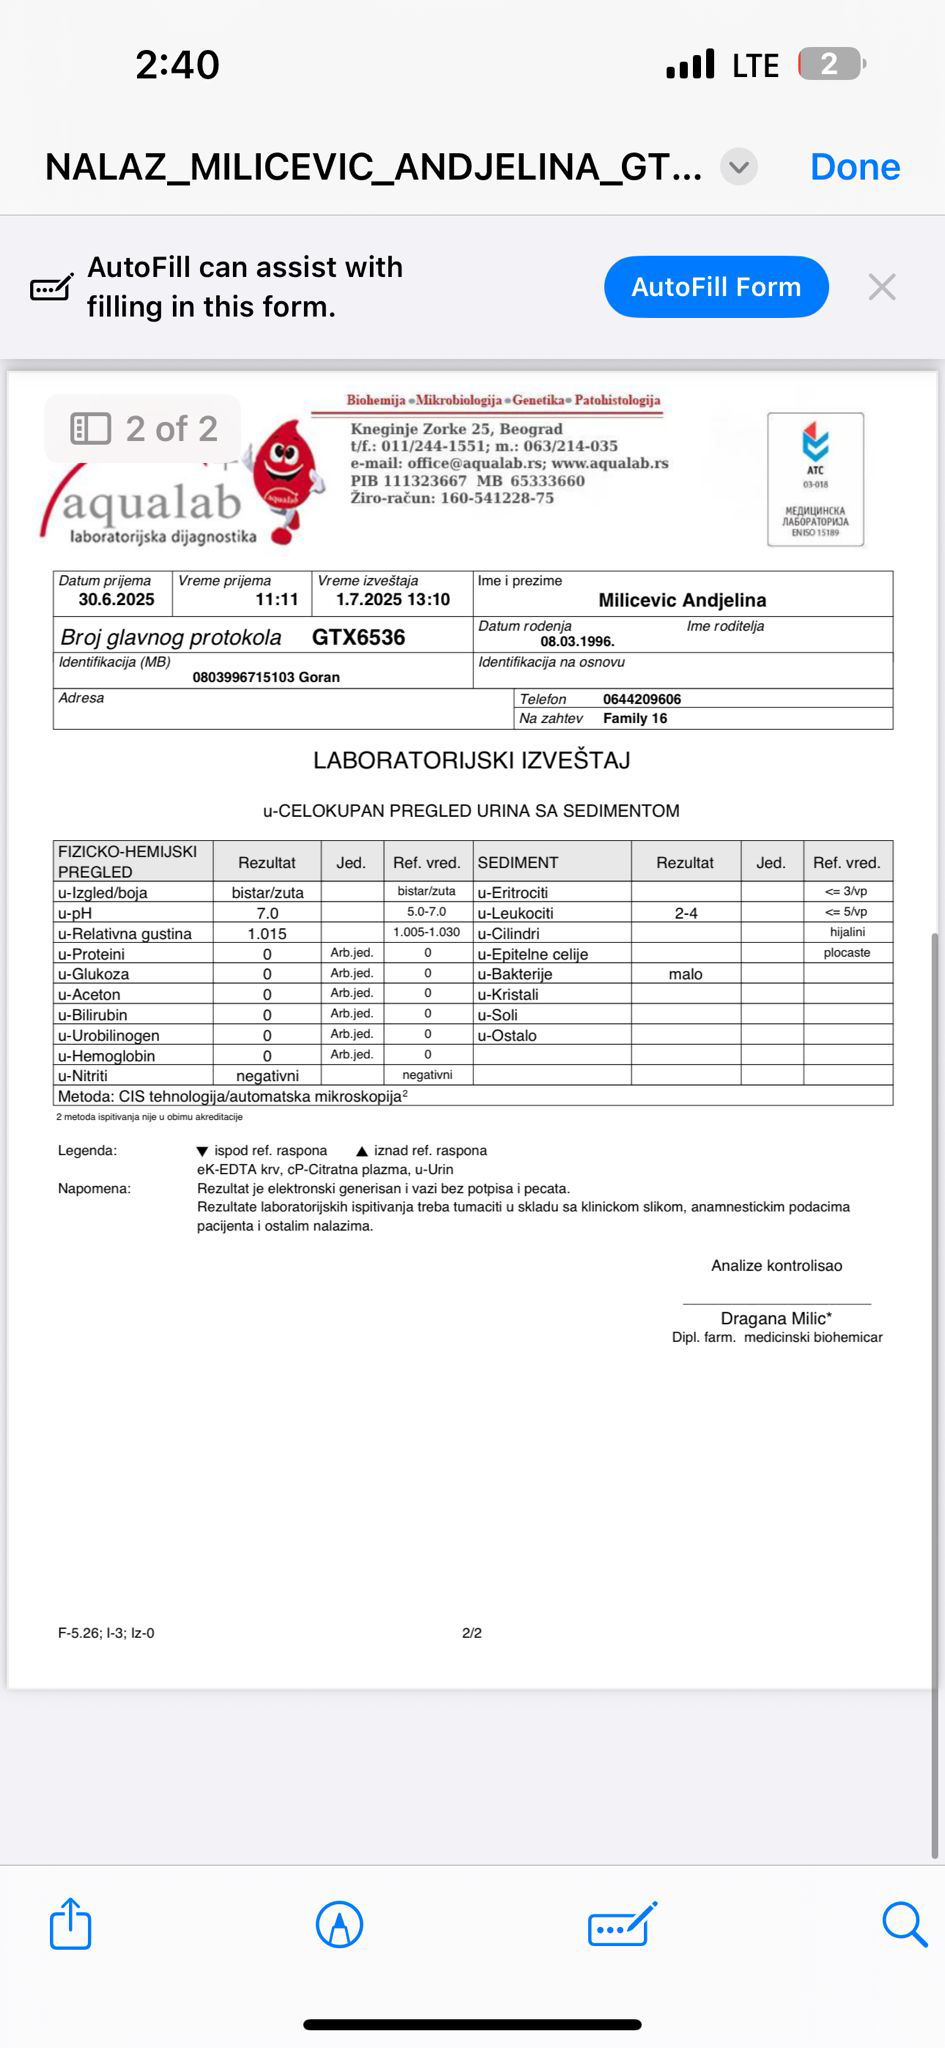 2:40
LTE
2
NALAZ_MILICEVIC_ANDJELINA_GT...
Done
AutoFill can assist with
filling in this form.
AutoFill Form
2 of 2
Biohemija Mikrobiologija Genetika Patohistologija
Kneginje Zorke 25, Beograd
t/f.: 011/244-1551; m.: 063/214-035
e-mail: office@aqualab.rs; www.aqualab.rs
PIB 111323667 MB 65333660
Žiro-račun: 160-541228-75
aqualab
laboratorijska dijagnostika
aqualab
АТС
03-018
МЕДИЦИНСКА
ЛАБОРАТОРИЈА
EN ISO 15189
Datum prijema Vreme prijema Vreme izveštaja Ime i prezime
30.6.2025 11:11 1.7.2025 13:10 Milicevic Andjelina
Broj glavnog protokola GTX6536 Datum rodenja Ime roditelja
08.03.1996.
Identifikacija (MB) Identifikacija na osnovu
0803996715103 Goran
Adresa Telefon 0644209606
Na zahtev Family 16
LABORATORIJSKI IZVEŠTAJ
u-CELOKUPAN PREGLED URINA SA SEDIMENTOM
FIZICKO-HEMIJSKI PREGLED Rezultat Jed. Ref. vred. SEDIMENT Rezultat Jed. Ref. vred.
u-Izgled/boja bistar/zuta bistar/zuta u-Eritrociti <= 3/vp
u-pH 7.0 5.0-7.0 u-Leukociti 2-4 <= 5/vp
u-Relativna gustina 1.015 1.005-1.030 u-Cilindri hijalini
u-Proteini 0 Arb.jed. 0 u-Epitelne celije plocaste
u-Glukoza 0 Arb.jed. 0 u-Bakterije malo
u-Aceton 0 Arb.jed. 0 u-Kristali
u-Bilirubin 0 Arb.jed. 0 u-Soli
u-Urobilinogen 0 Arb.jed. 0 u-Ostalo
u-Hemoglobin 0 Arb.jed. 0
u-Nitriti negativni negativni
Metoda: CIS tehnologija/automatska mikroskopija²
2 metoda ispitivanja nije u obimu akreditacije
Legenda: ▼ ispod ref. raspona ▲ iznad ref. raspona
eK-EDTA krv, cP-Citratna plazma, u-Urin
Napomena: Rezultat je elektronski generisan i vazi bez potpisa i pecata.
Rezultate laboratorijskih ispitivanja treba tumaciti u skladu sa klinickom slikom, anamnestickim podacima
pacijenta i ostalim nalazima.
Analize kontrolisao
Dragana Milic*
Dipl. farm. medicinski biohemicar
F-5.26; I-3; Iz-0 2/2